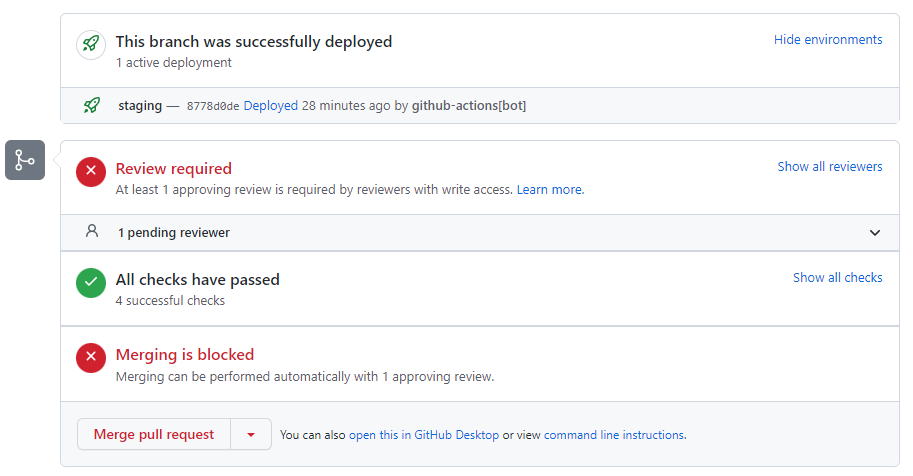 This branch was successfully deployed
Hide environments
1 active deployment
staging — 8778d0de Deployed 28 minutes ago by github-actions[bot]
Review required
Show all reviewers
At least 1 approving review is required by reviewers with write access. Learn more.
1 pending reviewer
All checks have passed
Show all checks
4 successful checks
Merging is blocked
Merging can be performed automatically with 1 approving review.
Merge pull request
You can also open this in GitHub Desktop or view command line instructions.